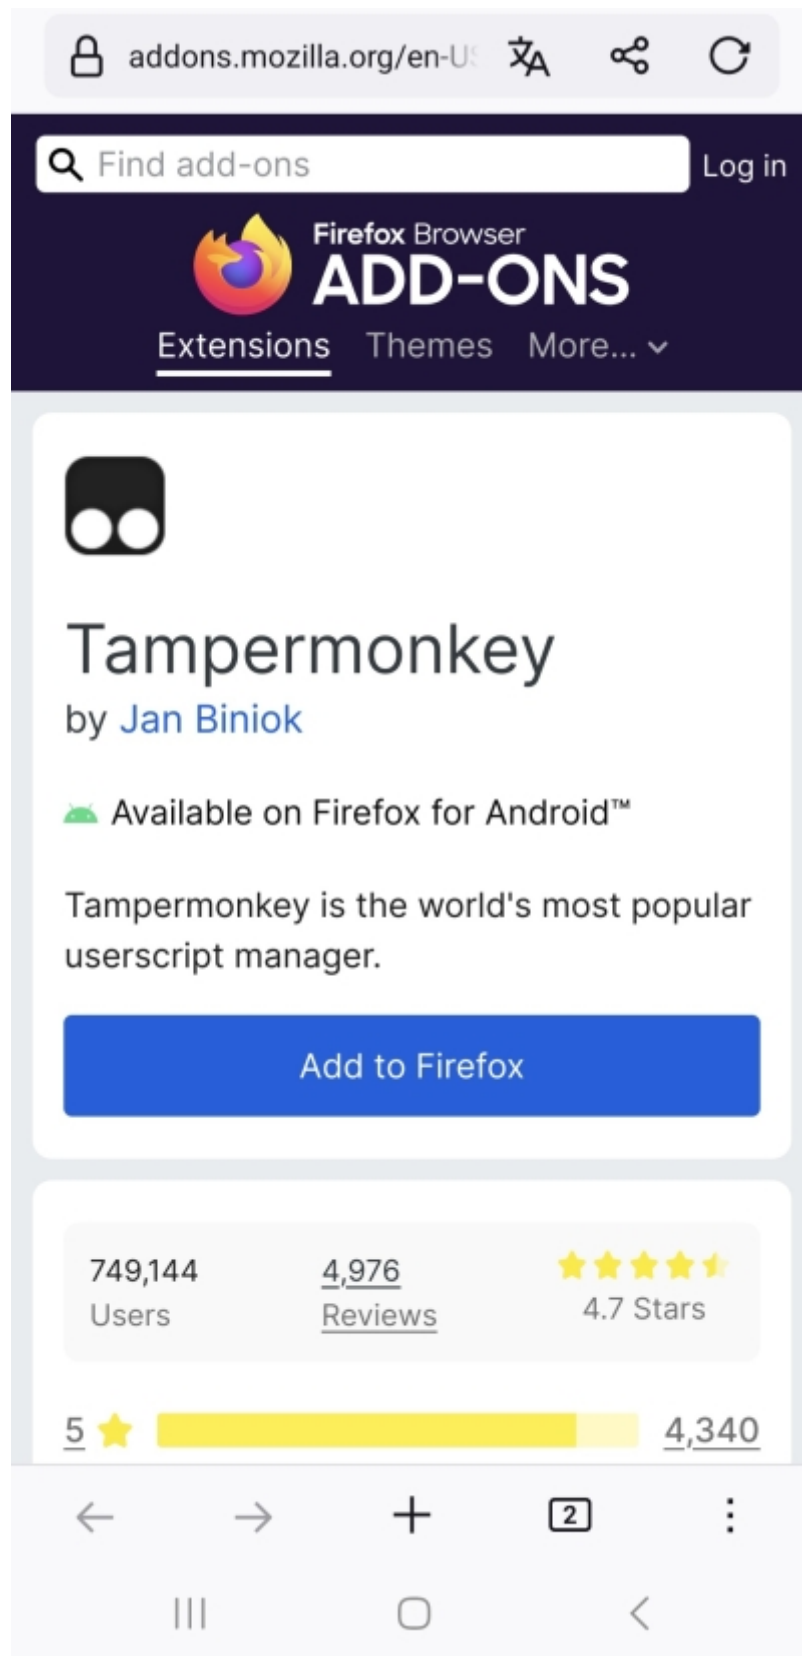 addons.mozilla.org/en-US
Find add-ons
Log in
Firefox Browser
ADD-ONS
Extensions Themes More...
Tampermonkey
by Jan Biniok
Available on Firefox for Android™
Tampermonkey is the world's most popular
userscript manager.
Add to Firefox
749,144 4,976
Users Reviews 4.7 Stars
5 4,340
2